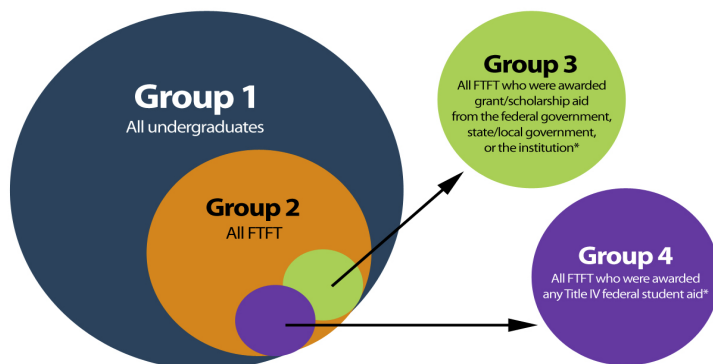 Group 1
All undergraduates
Group 2
All FTFT
Group 3
All FTFT who were awarded
grant/scholarship aid
from the federal government,
state/local government,
or the institution*
Group 4
All FTFT who were awarded
any Title IV federal student aid*